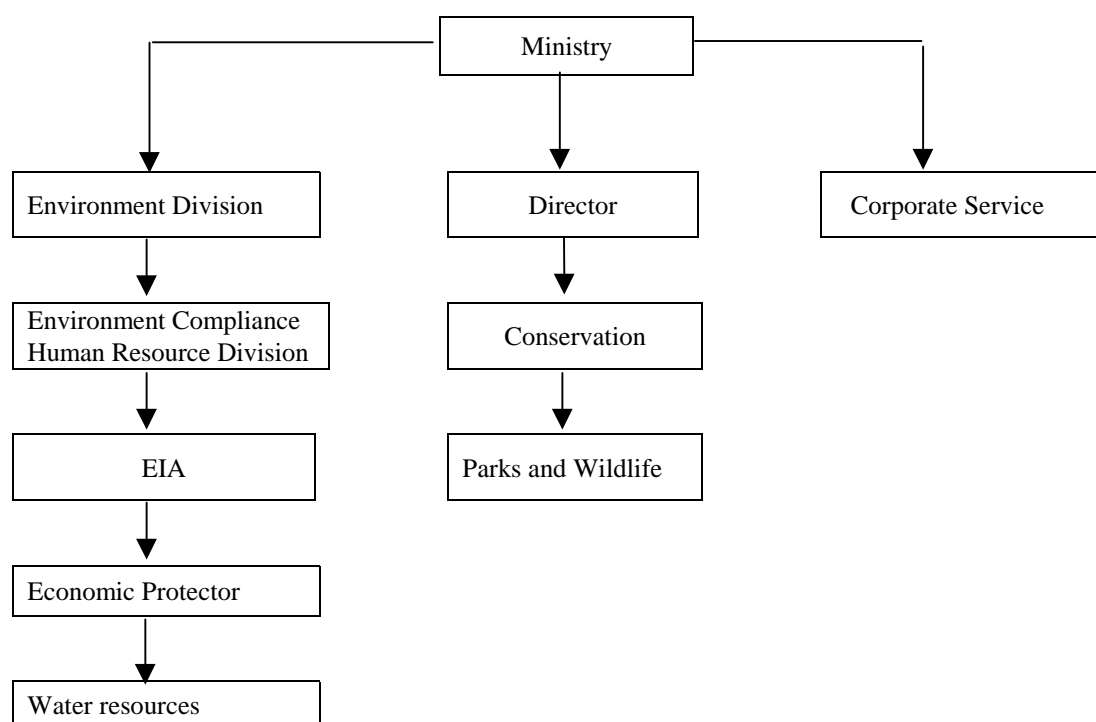 Ministry
Environment Division
Director
Corporate Service
Environment Compliance
Human Resource Division
Conservation
EIA
Parks and Wildlife
Economic Protector
Water resources